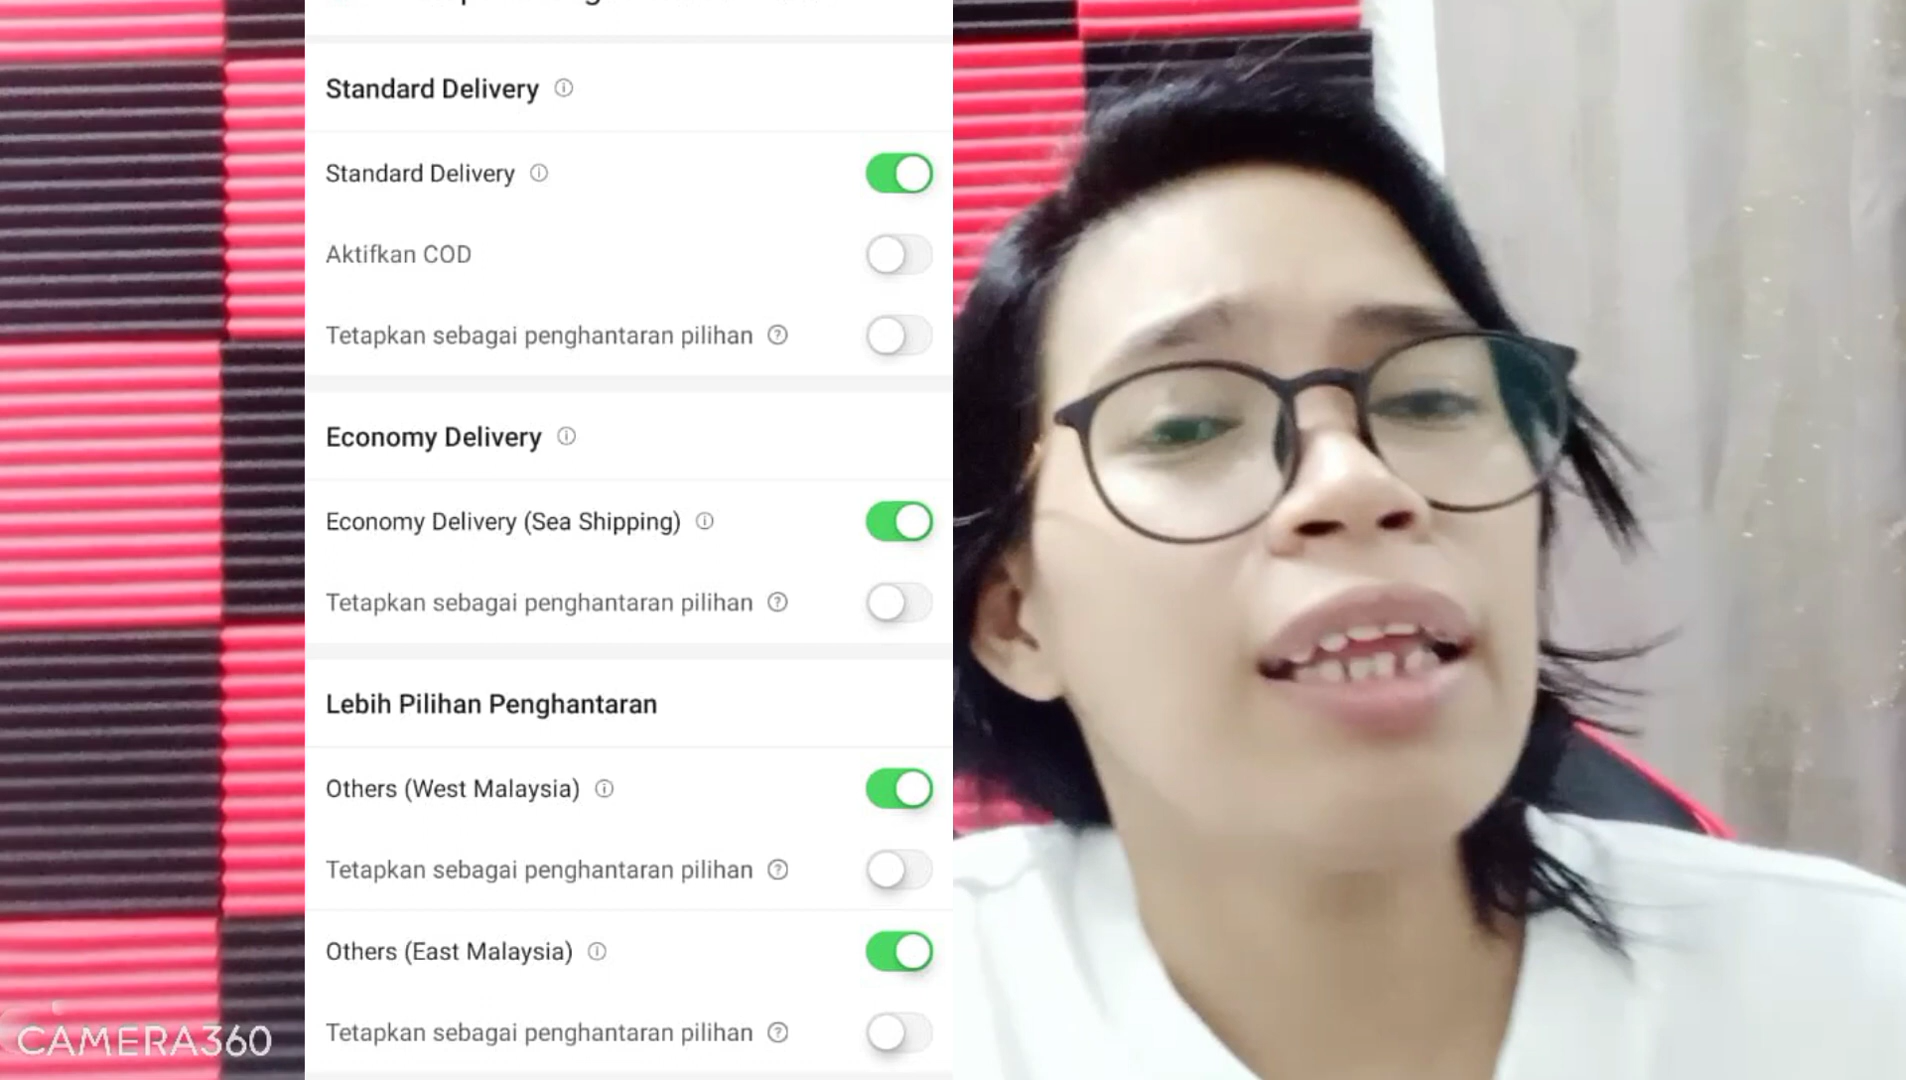 Standard Delivery
Standard Delivery
Aktifkan COD
Tetapkan sebagai penghantaran pilihan
Economy Delivery
Economy Delivery (Sea Shipping)
Tetapkan sebagai penghantaran pilihan
Lebih Pilihan Penghantaran
Others (West Malaysia)
Tetapkan sebagai penghantaran pilihan
Others (East Malaysia)
Tetapkan sebagai penghantaran pilihan
CAMERA360